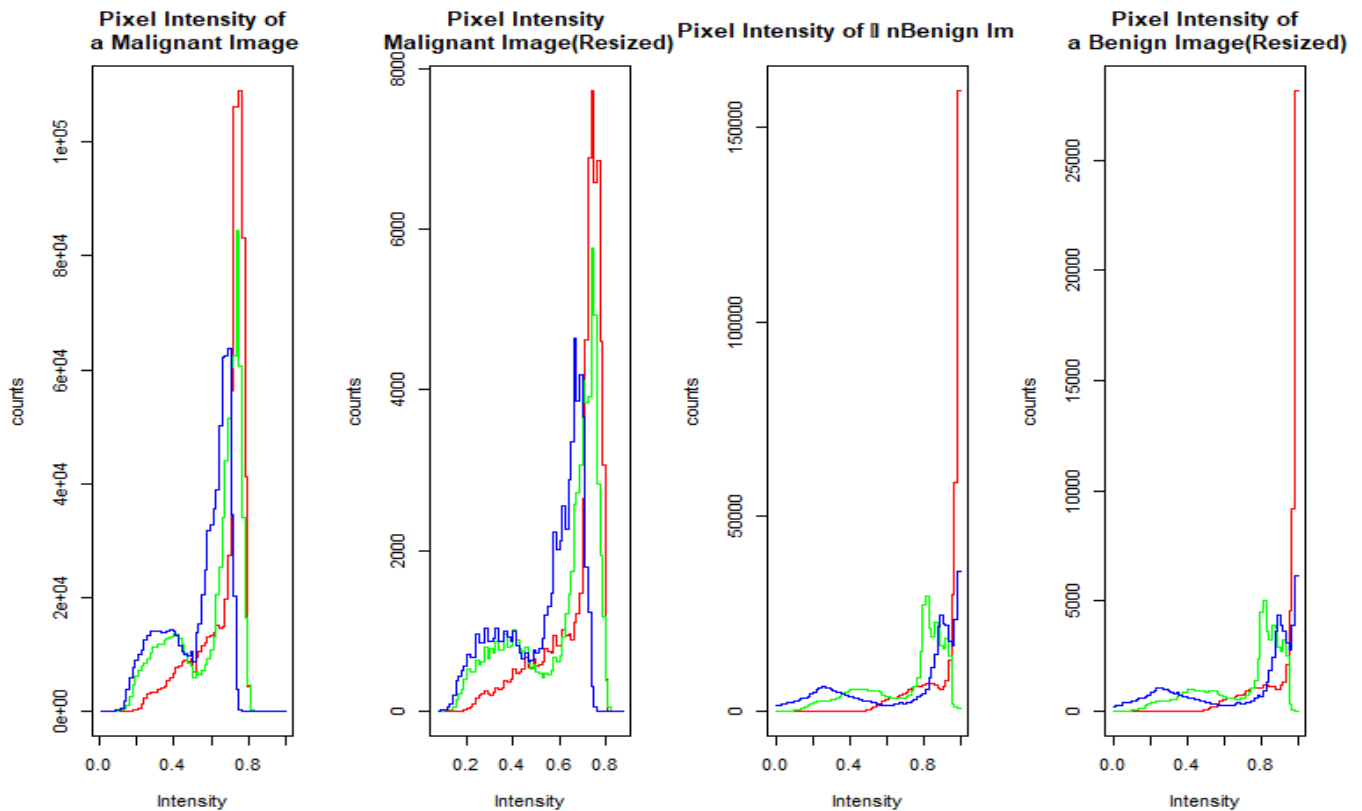 Pixel Intensity of
a Malignant Image
counts
0e+00 2e+04 4e+04 6e+04 8e+04 1e+05
0.0 0.4 0.8
Intensity
Pixel Intensity
Malignant Image(Resized)
counts
0 2000 4000 6000 8000
0.2 0.4 0.6 0.8
Intensity
Pixel Intensity of nBenign Im
counts
0 50000 100000 150000
0.0 0.4 0.8
Intensity
Pixel Intensity of
a Benign Image(Resized)
counts
0 5000 10000 15000 20000 25000
0.0 0.4 0.8
Intensity